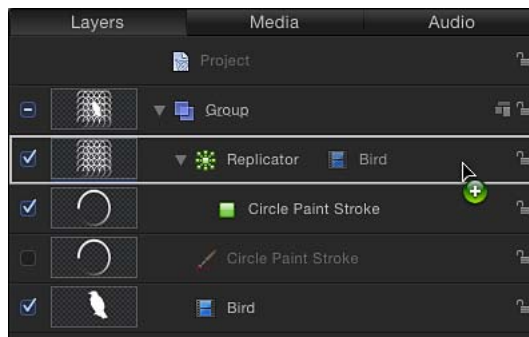 Layers Media Audio
Project
Group
Replicator Bird
Circle Paint Stroke
Circle Paint Stroke
Bird